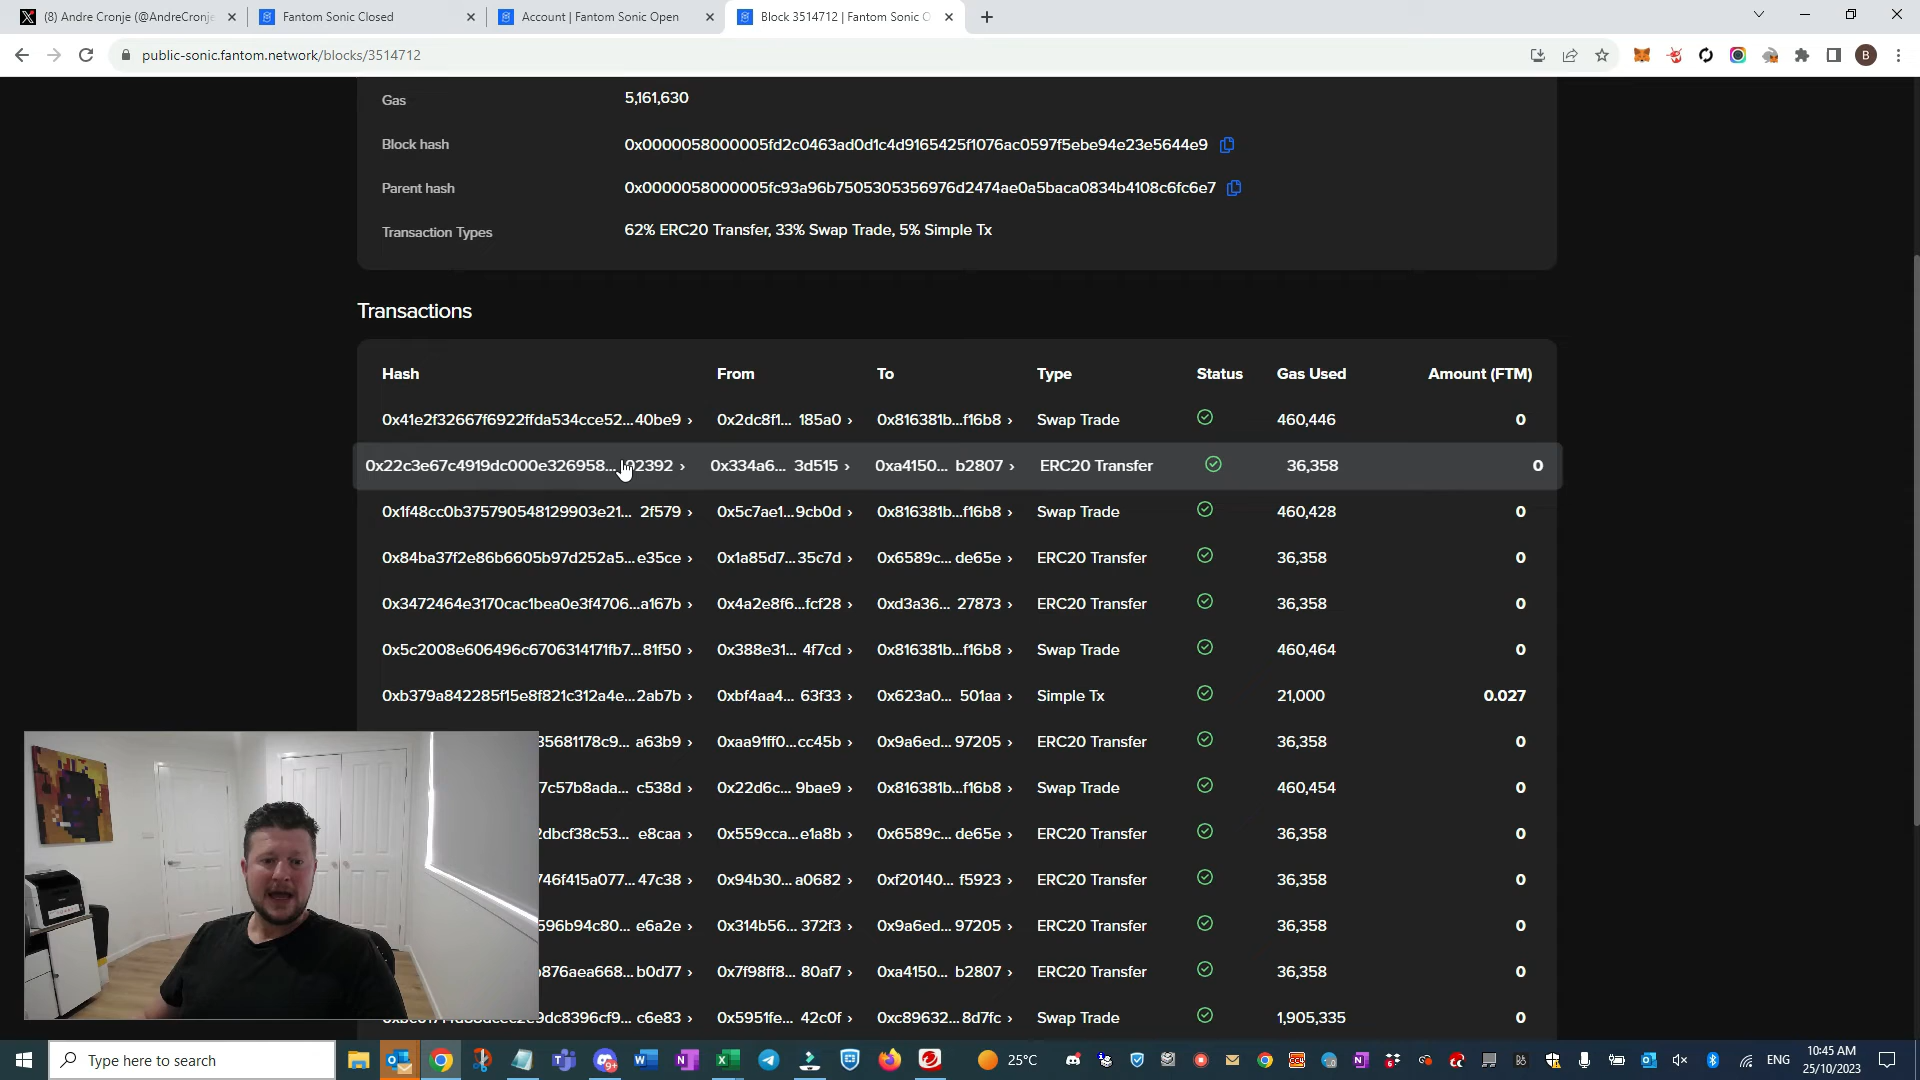 (8) Andre Cronje (@AndreCronje
Fantom Sonic Closed
Account | Fantom Sonic Open
Block 3514712 | Fantom Sonic O
public-sonic.fantom.network/blocks/3514712
B
Gas 5,161,630
Block hash 0x0000058000005fd2c0463ad0d1c4d9165425f1076ac0597f5ebe94e23e5644e9
Parent hash 0x0000058000005fc93a96b7505305356976d2474ae0a5baca0834b4108c6fc6e7
Transaction Types 62% ERC20 Transfer, 33% Swap Trade, 5% Simple Tx
Transactions
Hash From To Type Status Gas Used Amount (FTM)
0x41e2f32667f6922ffda534cce52...40be9 › 0x2dc8f1... 185a0 › 0x816381b...f16b8 › Swap Trade 460,446 0
0x22c3e67c4919dc000e326958... 02392 › 0x334a6... 3d515 › 0xa4150... b2807 › ERC20 Transfer 36,358 0
0x1f48cc0b375790548129903e21... 2f579 › 0x5c7ae1...9cb0d › 0x816381b...f16b8 › Swap Trade 460,428 0
0x84ba37f2e86b6605b97d252a5...e35ce › 0x1a85d7...35c7d › 0x6589c... de65e › ERC20 Transfer 36,358 0
0x3472464e3170cac1bea0e3f4706...a167b › 0x4a2e8f6...fcf28 › 0xd3a36... 27873 › ERC20 Transfer 36,358 0
0x5c2008e606496c6706314171fb7...81f50 › 0x388e31... 4f7cd › 0x816381b...f16b8 › Swap Trade 460,464 0
0xb379a842285f15e8f821c312a4e...2ab7b › 0xbf4aa4... 63f33 › 0x623a0... 501aa › Simple Tx 21,000 0.027
35681178c9... a63b9 › 0xaa91ff0...cc45b › 0x9a6ed... 97205 › ERC20 Transfer 36,358 0
7c57b8ada... c538d › 0x22d6c... 9bae9 › 0x816381b...f16b8 › Swap Trade 460,454 0
2dbcf38c53... e8caa › 0x559cca...e1a8b › 0x6589c... de65e › ERC20 Transfer 36,358 0
746f415a077...47c38 › 0x94b30... a0682 › 0xf20140... f5923 › ERC20 Transfer 36,358 0
596b94c80... e6a2e › 0x314b56... 372f3 › 0x9a6ed... 97205 › ERC20 Transfer 36,358 0
b876aea668...b0d77 › 0x7f98ff8... 80af7 › 0xa4150... b2807 › ERC20 Transfer 36,358 0
dc8396cf9... c6e83 › 0x5951fe... 42c0f › 0xc89632...8d7fc › Swap Trade 1,905,335 0
Type here to search
25°C
ENG
10:45 AM
25/10/2023